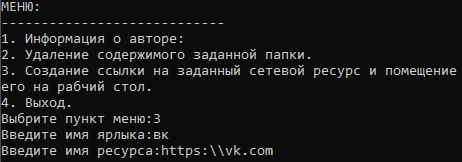 МЕНЮ:
----------------------------
1. Информация о авторе:
2. Удаление содержимого заданной папки.
3. Создание ссылки на заданный сетевой ресурс и помещение
его на рабчий стол.
4. Выход.
Выбрите пункт меню:3
Введите имя ярлыка:вк
Введите имя ресурса:https:\\vk.com